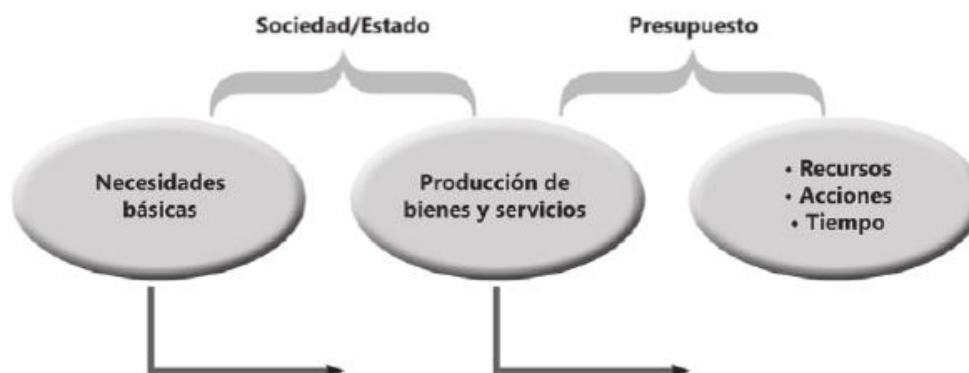 Sociedad/Estado
Presupuesto
Necesidades
básicas
Producción de
bienes y servicios
• Recursos
• Acciones
• Tiempo